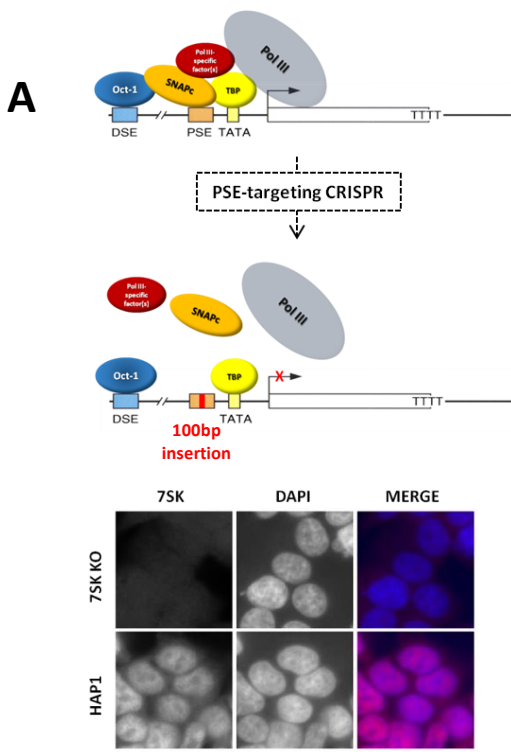 A
Pol III-
specific
factor[s]
Pol III
Oct-1
SNAPc
TBP
TTTT
DSE
PSE
TATA
PSE-targeting CRISPR
Pol III-
specific
factor[s]
SNAPc
Pol III
Oct-1
TBP
X
TTTT
DSE
TATA
100bp
insertion
7SK
DAPI
MERGE
7SK KO
HAP1